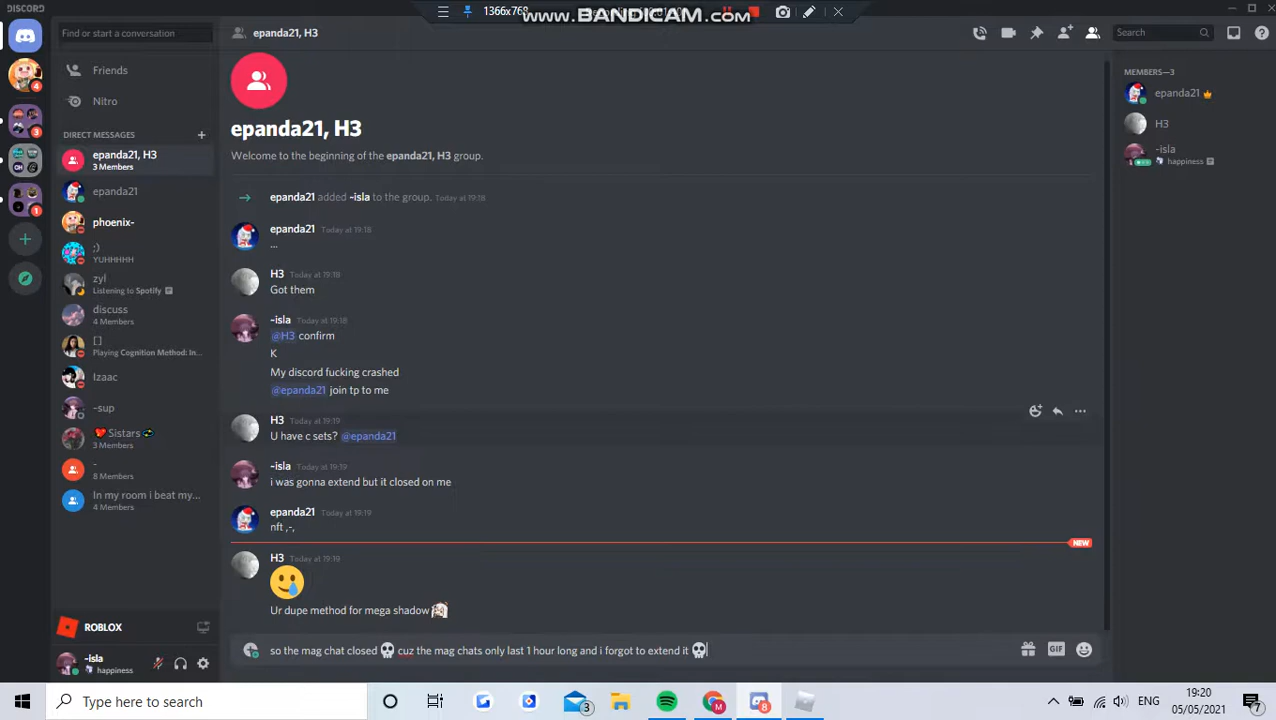 DISCORD
1366x768
www.BANDICAM.com
Find or start a conversation
epanda21, H3
Search
Friends
Nitro
DIRECT MESSAGES
epanda21, H3
3 Members
epanda21
phoenix-
;)
YUHHHHH
zyl
Listening to Spotify
discuss
4 Members
[]
Playing Cognition Method: In...
Izaac
-sup
Sistars
3 Members
-
8 Members
In my room i beat my...
4 Members
4
3
1
ROBLOX
-isla
happiness
epanda21, H3
Welcome to the beginning of the epanda21, H3 group.
epanda21 added -isla to the group. Today at 19:18
epanda21 Today at 19:18
...
H3 Today at 19:18
Got them
-isla Today at 19:18
@H3 confirm
K
My discord fucking crashed
@epanda21 join tp to me
H3 Today at 19:19
U have c sets? @epanda21
-isla Today at 19:19
i was gonna extend but it closed on me
epanda21 Today at 19:19
nft ,-,
NEW
H3 Today at 19:19
Ur dupe method for mega shadow
so the mag chat closed 💀 cuz the mag chats only last 1 hour long and i forgot to extend it 💀
GIF
MEMBERS—3
epanda21
H3
-isla
happiness
Type here to search
3
M
8
ENG
19:20
05/05/2021
7